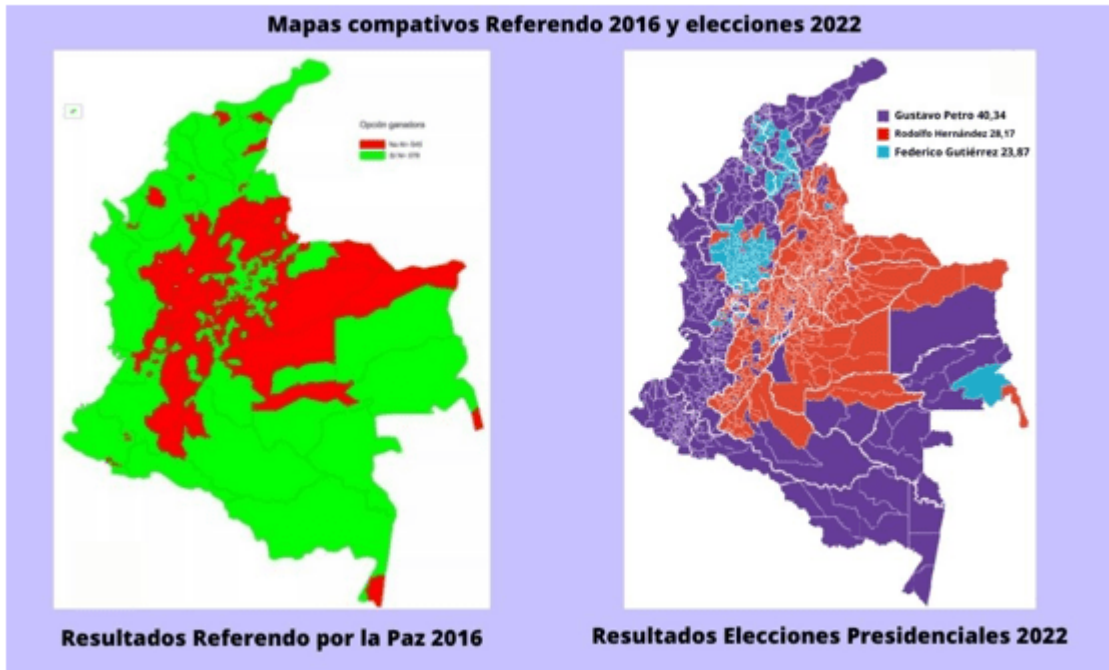 Mapas compativos Referendo 2016 y elecciones 2022
Opción ganadora
Gustavo Petro 40,34
Rodolfo Hernández 28,17
Federico Gutiérrez 23,87
Resultados Referendo por la Paz 2016
Resultados Elecciones Presidenciales 2022